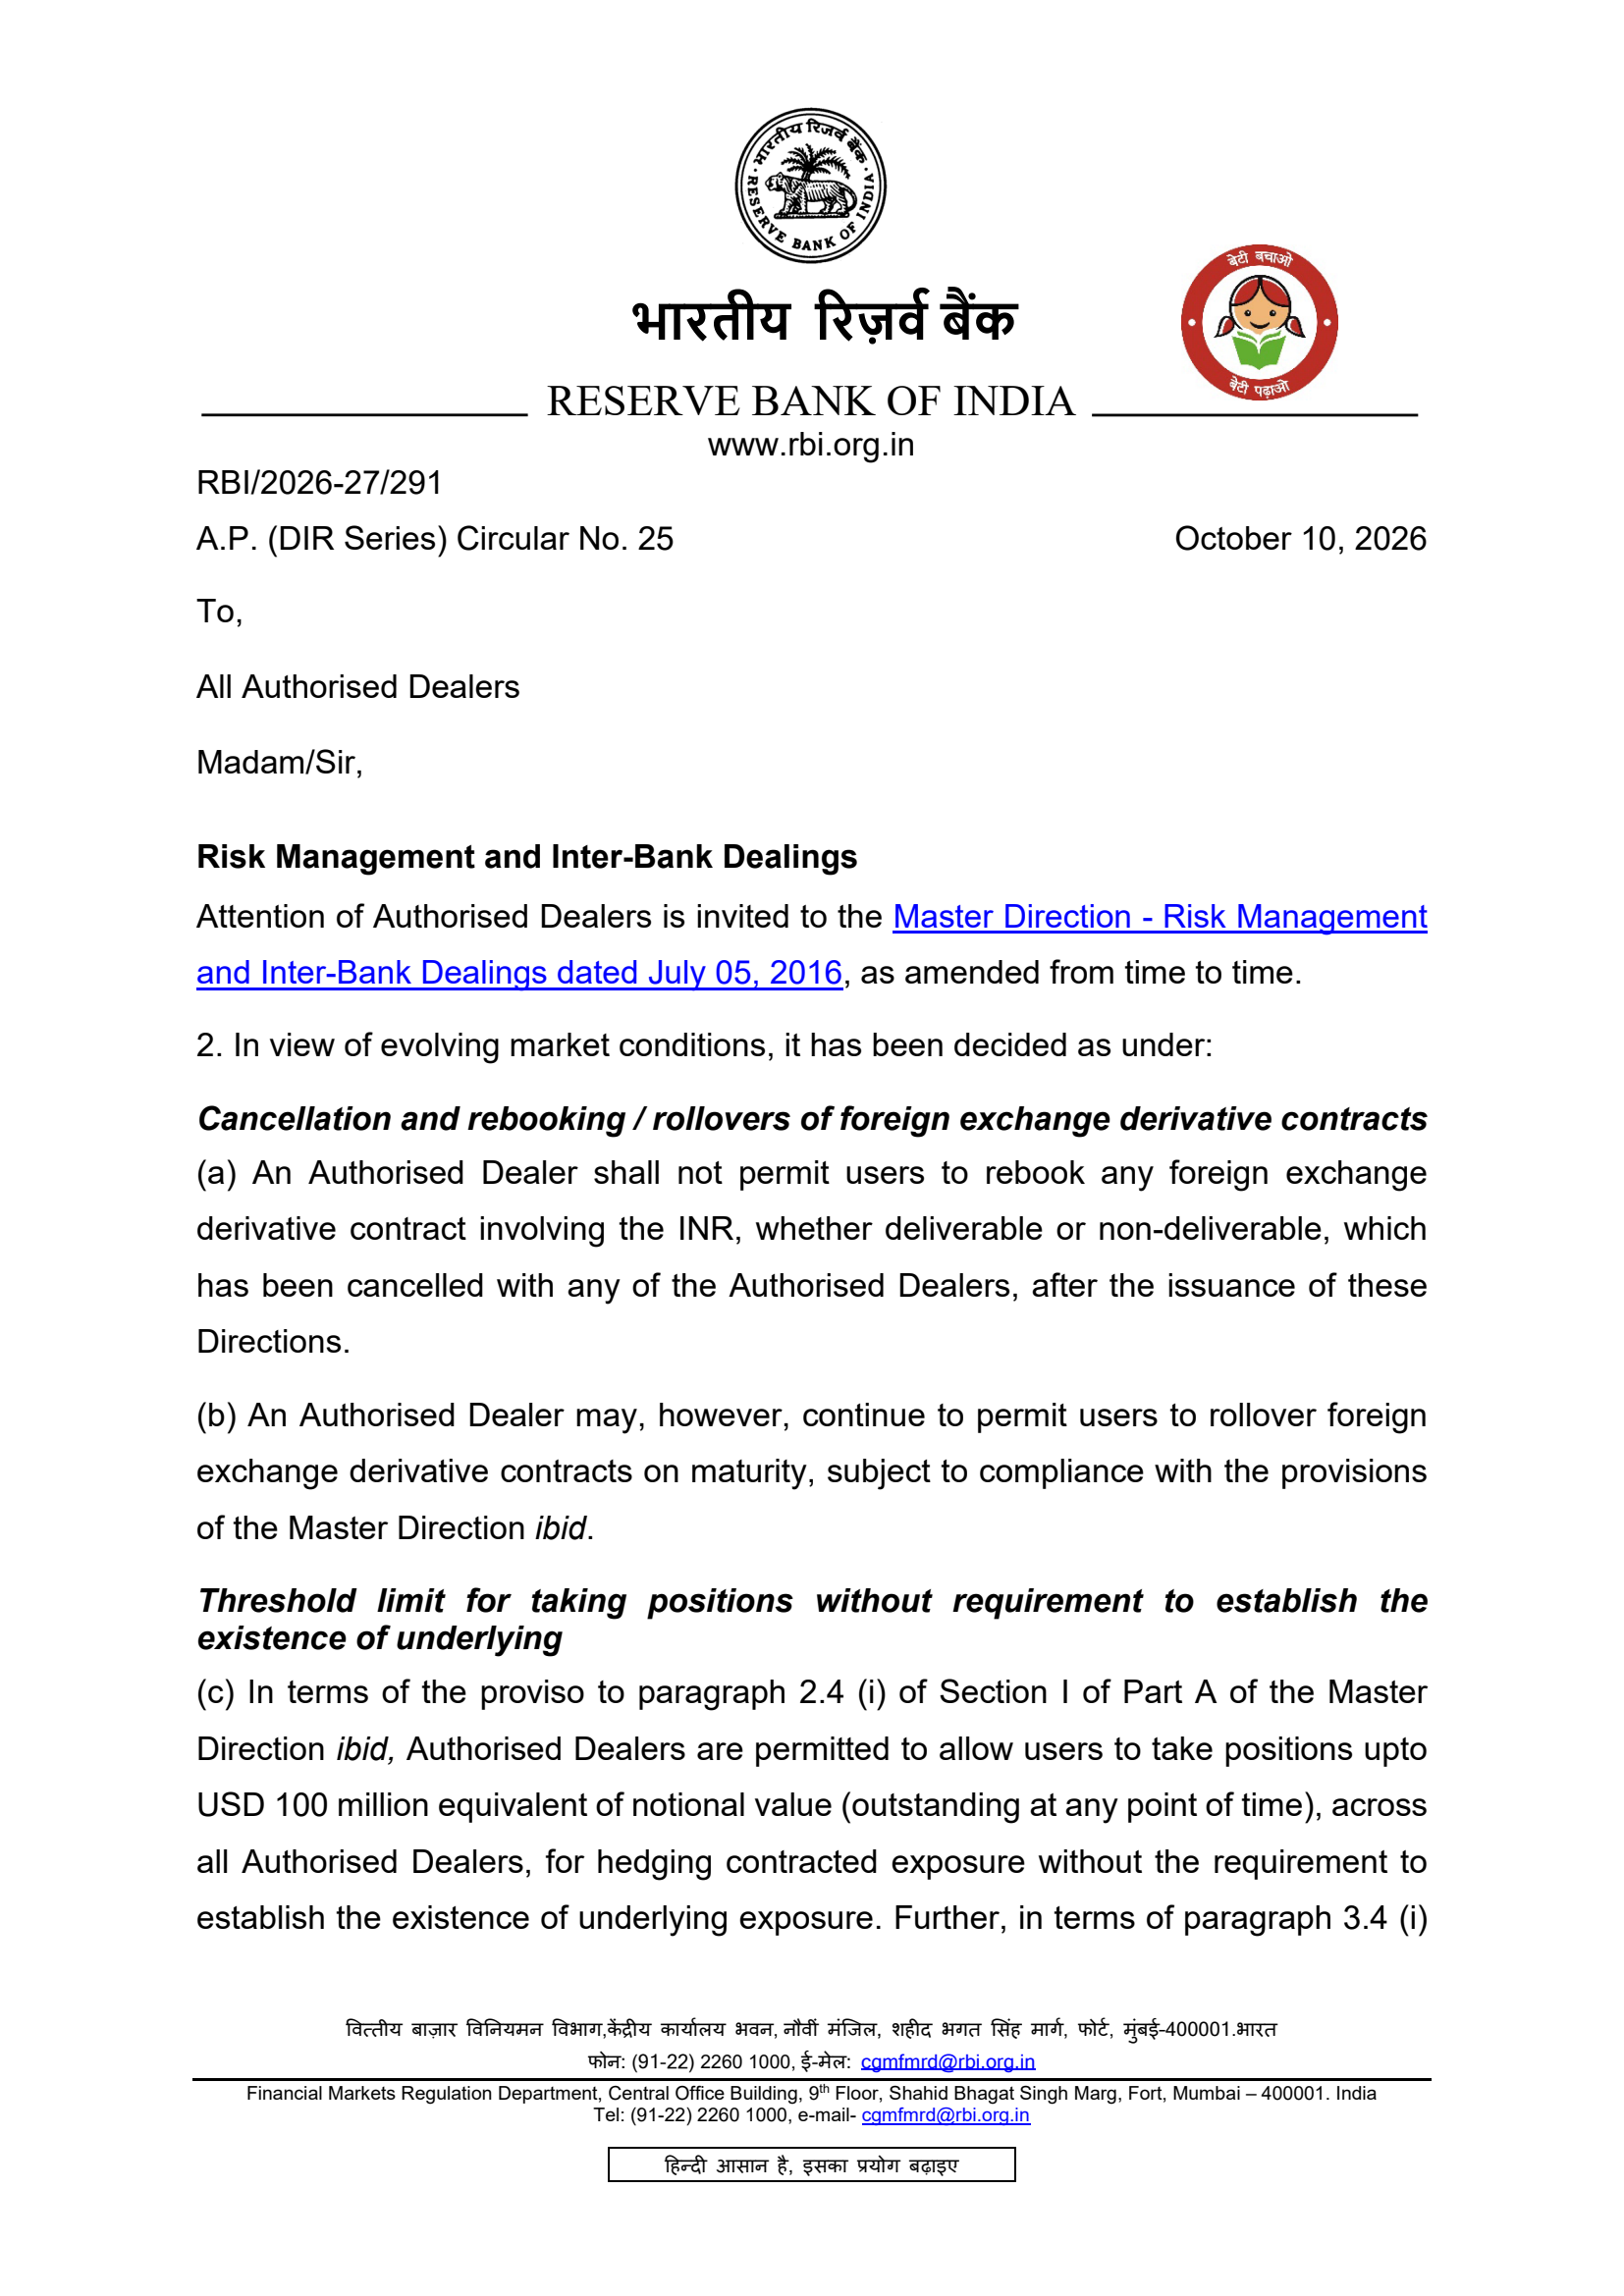 भारतीय रिज़र्व बैंक
RESERVE BANK OF INDIA
बेटी बचाओ
बेटी पढ़ाओ
भारतीय रिज़र्व बैंक
RESERVE BANK OF INDIA
www.rbi.org.in
RBI/2026-27/291
A.P. (DIR Series) Circular No. 25 October 10, 2026
To,
All Authorised Dealers
Madam/Sir,
Risk Management and Inter-Bank Dealings
Attention of Authorised Dealers is invited to the Master Direction - Risk Management
and Inter-Bank Dealings dated July 05, 2016, as amended from time to time.
2. In view of evolving market conditions, it has been decided as under:
Cancellation and rebooking / rollovers of foreign exchange derivative contracts
(a) An Authorised Dealer shall not permit users to rebook any foreign exchange
derivative contract involving the INR, whether deliverable or non-deliverable, which
has been cancelled with any of the Authorised Dealers, after the issuance of these
Directions.
(b) An Authorised Dealer may, however, continue to permit users to rollover foreign
exchange derivative contracts on maturity, subject to compliance with the provisions
of the Master Direction ibid.
Threshold limit for taking positions without requirement to establish the
existence of underlying
(c) In terms of the proviso to paragraph 2.4 (i) of Section I of Part A of the Master
Direction ibid, Authorised Dealers are permitted to allow users to take positions upto
USD 100 million equivalent of notional value (outstanding at any point of time), across
all Authorised Dealers, for hedging contracted exposure without the requirement to
establish the existence of underlying exposure. Further, in terms of paragraph 3.4 (i)
वित्तीय बाज़ार विनियमन विभाग,केंद्रीय कार्यालय भवन, नौवीं मंजिल, शहीद भगत सिंह मार्ग, फोर्ट, मुंबई-400001.भारत
फोन: (91-22) 2260 1000, ई-मेल: cgmfmrd@rbi.org.in
Financial Markets Regulation Department, Central Office Building, 9th Floor, Shahid Bhagat Singh Marg, Fort, Mumbai – 400001. India
Tel: (91-22) 2260 1000, e-mail- cgmfmrd@rbi.org.in
हिन्दी आसान है, इसका प्रयोग बढ़ाइए